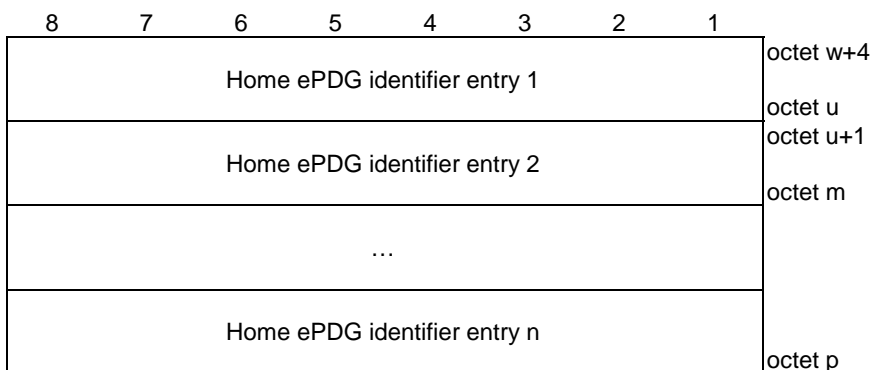 8 7 6 5 4 3 2 1
octet w+4
Home ePDG identifier entry 1
octet u
octet u+1
Home ePDG identifier entry 2
octet m
…
Home ePDG identifier entry n
octet p